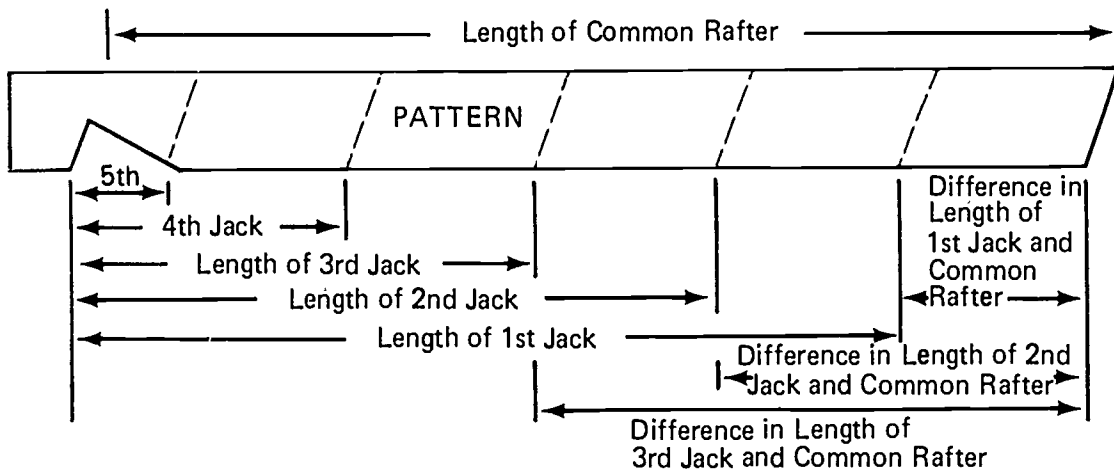 Length of Common Rafter
PATTERN
5th
4th Jack
Length of 3rd Jack
Length of 2nd Jack
Length of 1st Jack
Difference in
Length of
1st Jack and
Common
Rafter
Difference in Length of 2nd
Jack and Common Rafter
Difference in Length of
3rd Jack and Common Rafter